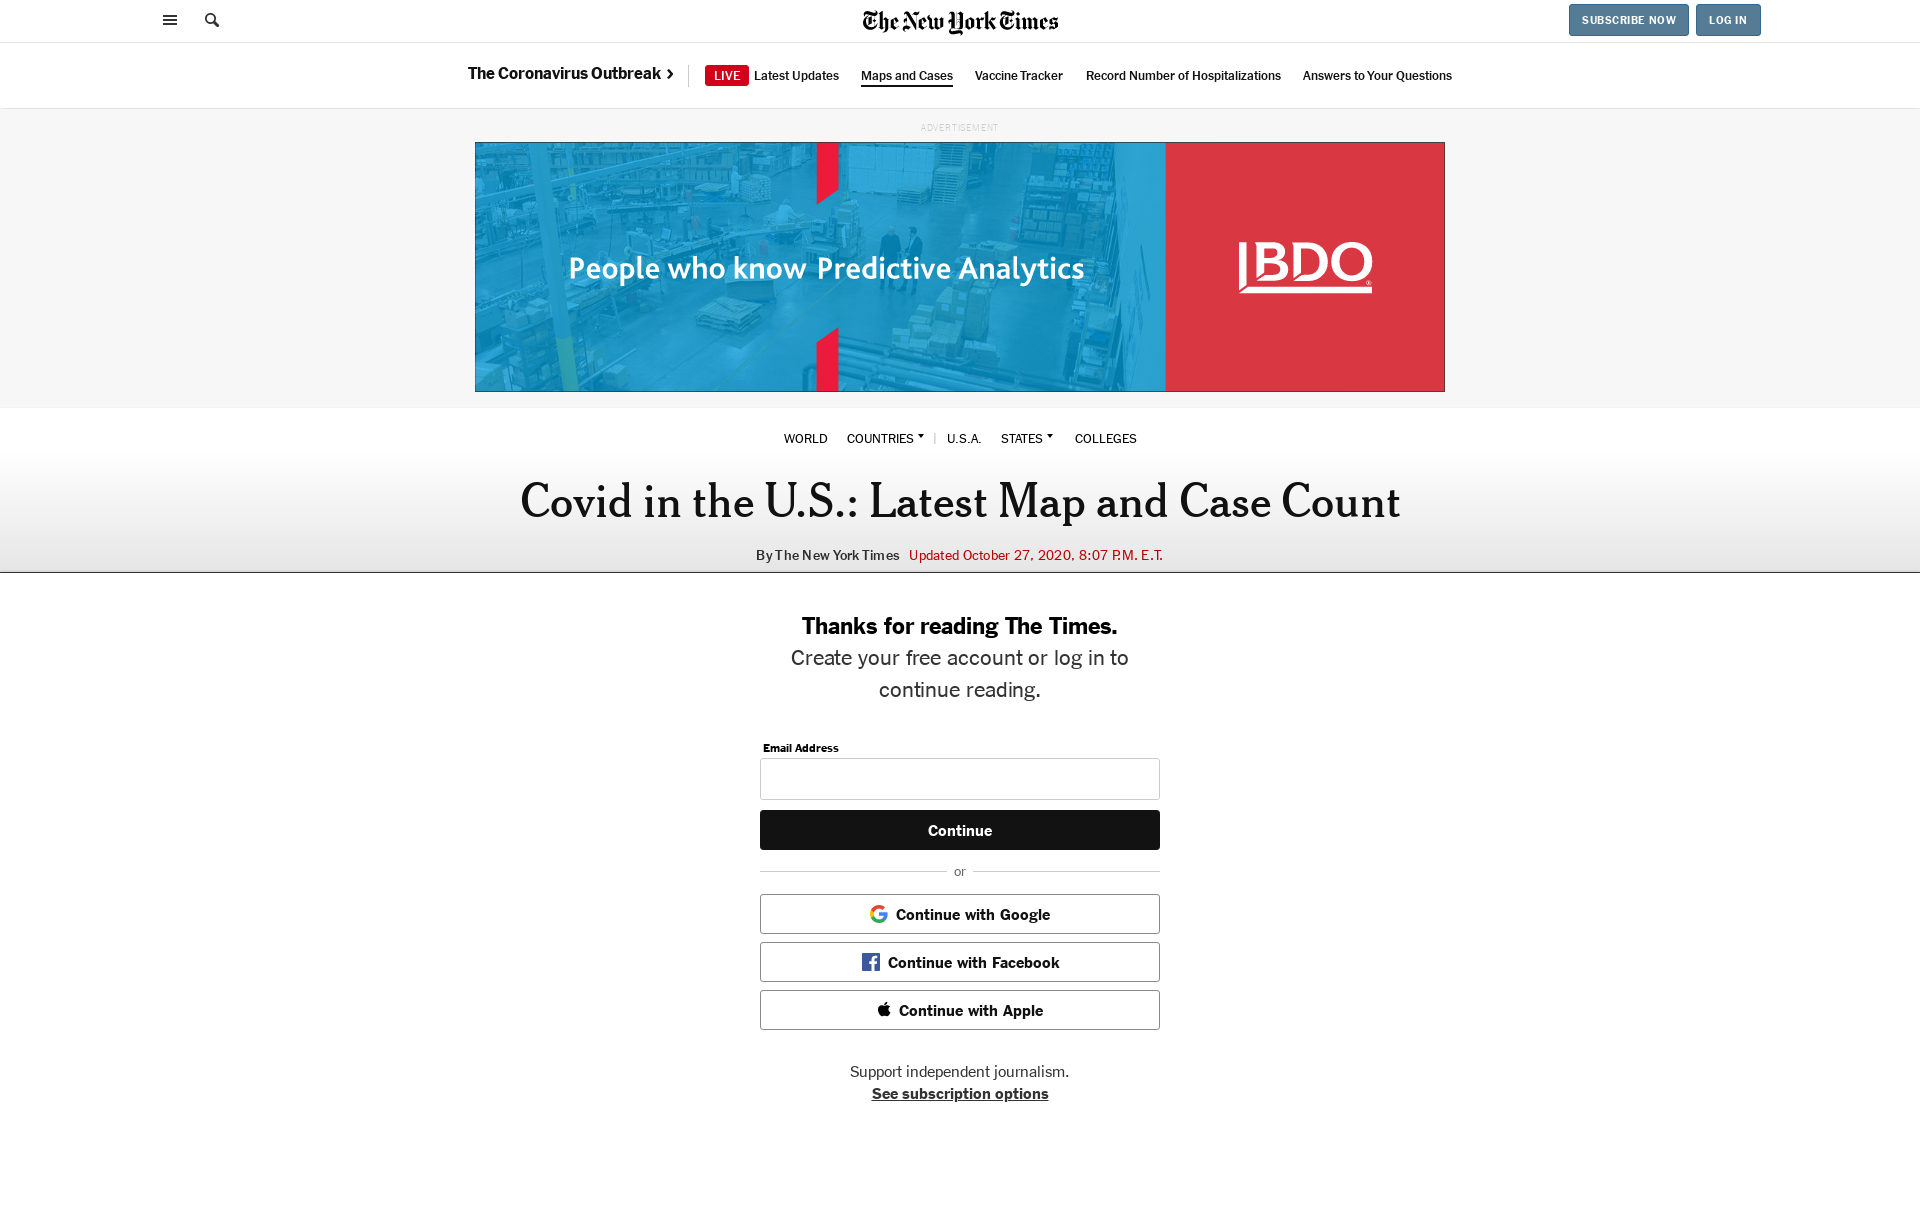 The New York Times
SUBSCRIBE NOW
LOG IN
The Coronavirus Outbreak
LIVE Latest Updates
Maps and Cases
Vaccine Tracker
Record Number of Hospitalizations
Answers to Your Questions
ADVERTISEMENT
People who know Predictive Analytics
BDO
WORLD
COUNTRIES
U.S.A.
STATES
COLLEGES
Covid in the U.S.: Latest Map and Case Count
By The New York Times Updated October 27, 2020, 8:07 P.M. E.T.
Thanks for reading The Times.
Create your free account or log in to
continue reading.
Email Address
Continue
or
Continue with Google
Continue with Facebook
Continue with Apple
Support independent journalism.
See subscription options